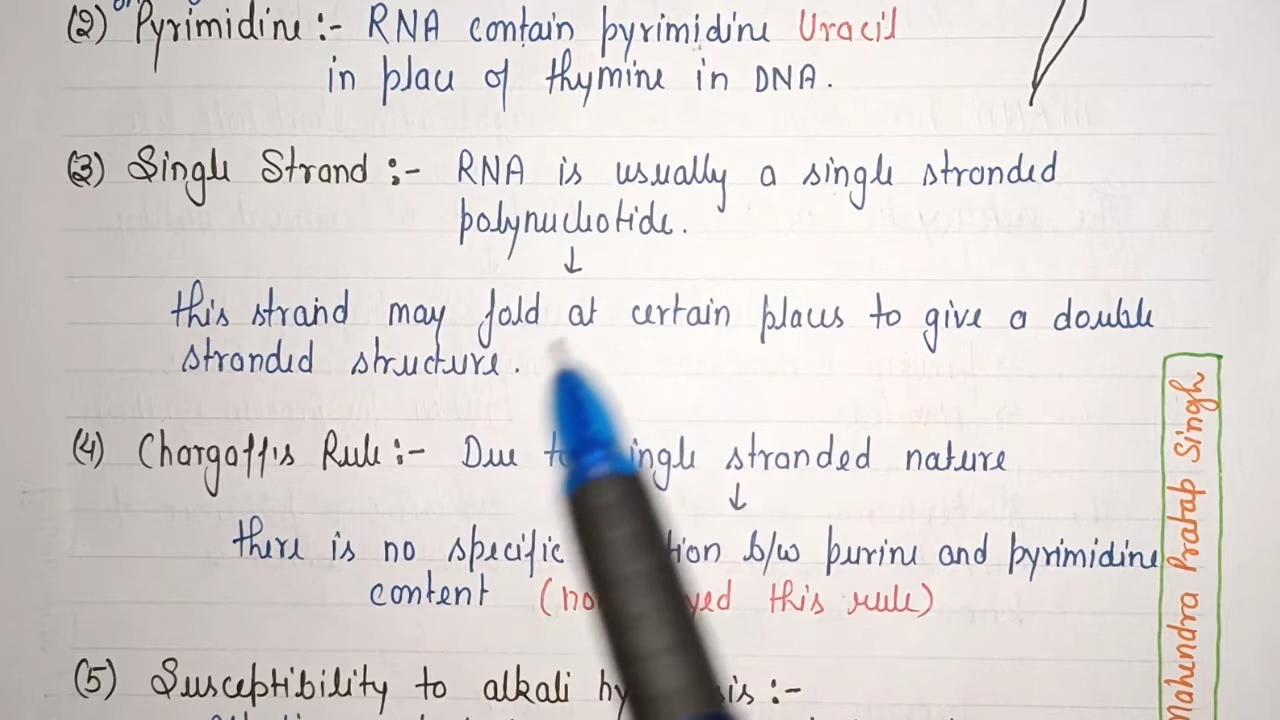 (2) Pyrimidine :- RNA contain pyrimidine Uracil
in place of thymine in DNA.
(3) Single Strand :- RNA is usually a single stranded
polynucleotide.
↓
this strand may fold at certain places to give a double
stranded structure.
(4) Chargaff's Rule :- Due to single stranded nature
↓
there is no specific b/w purine and pyrimidine
content (not this rule)
(5) Susceptibility to alkali :-
Mahendra Pratap Singh